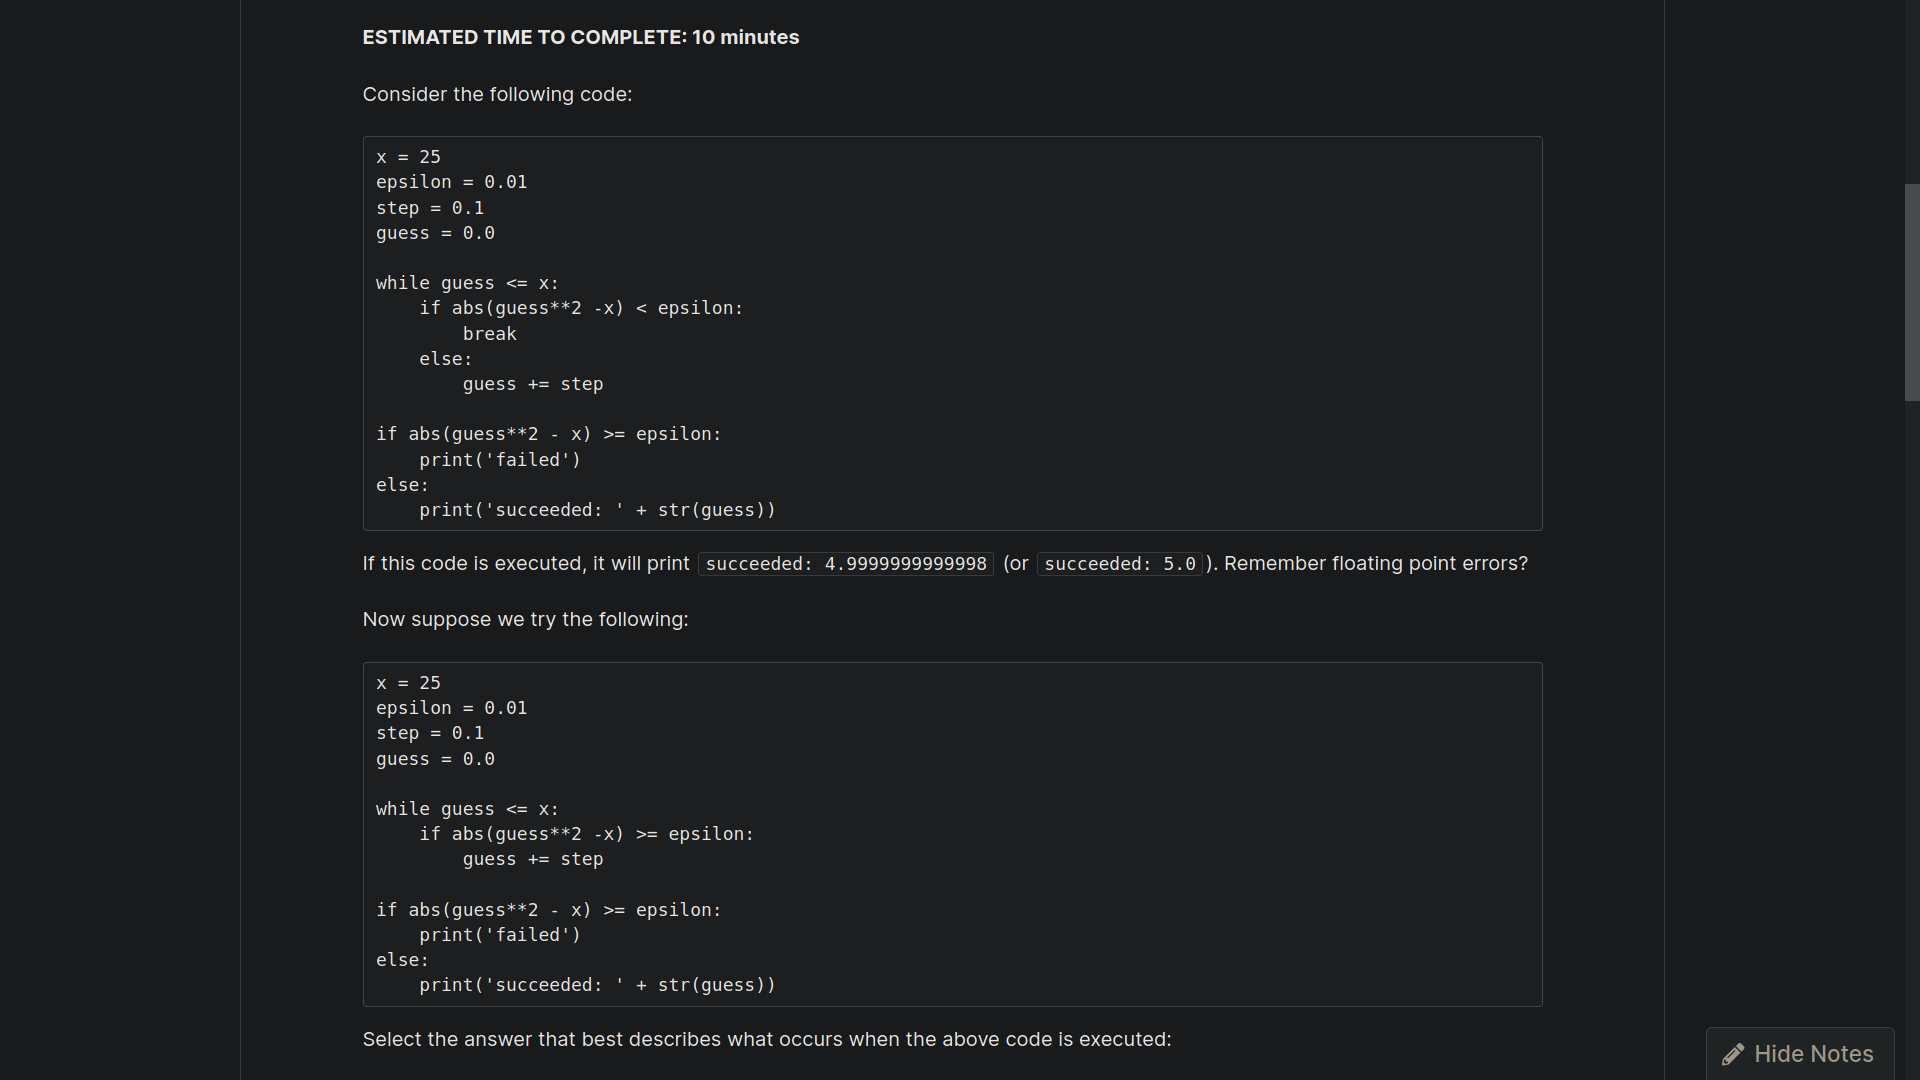 ESTIMATED TIME TO COMPLETE: 10 minutes
Consider the following code:
x = 25
epsilon = 0.01
step = 0.1
guess = 0.0
while guess <= x:
    if abs(guess**2 -x) < epsilon:
        break
    else:
        guess += step
if abs(guess**2 - x) >= epsilon:
    print('failed')
else:
    print('succeeded: ' + str(guess))
If this code is executed, it will print succeeded: 4.9999999999998 (or succeeded: 5.0). Remember floating point errors?
Now suppose we try the following:
x = 25
epsilon = 0.01
step = 0.1
guess = 0.0
while guess <= x:
    if abs(guess**2 -x) >= epsilon:
        guess += step
if abs(guess**2 - x) >= epsilon:
    print('failed')
else:
    print('succeeded: ' + str(guess))
Select the answer that best describes what occurs when the above code is executed:
Hide Notes